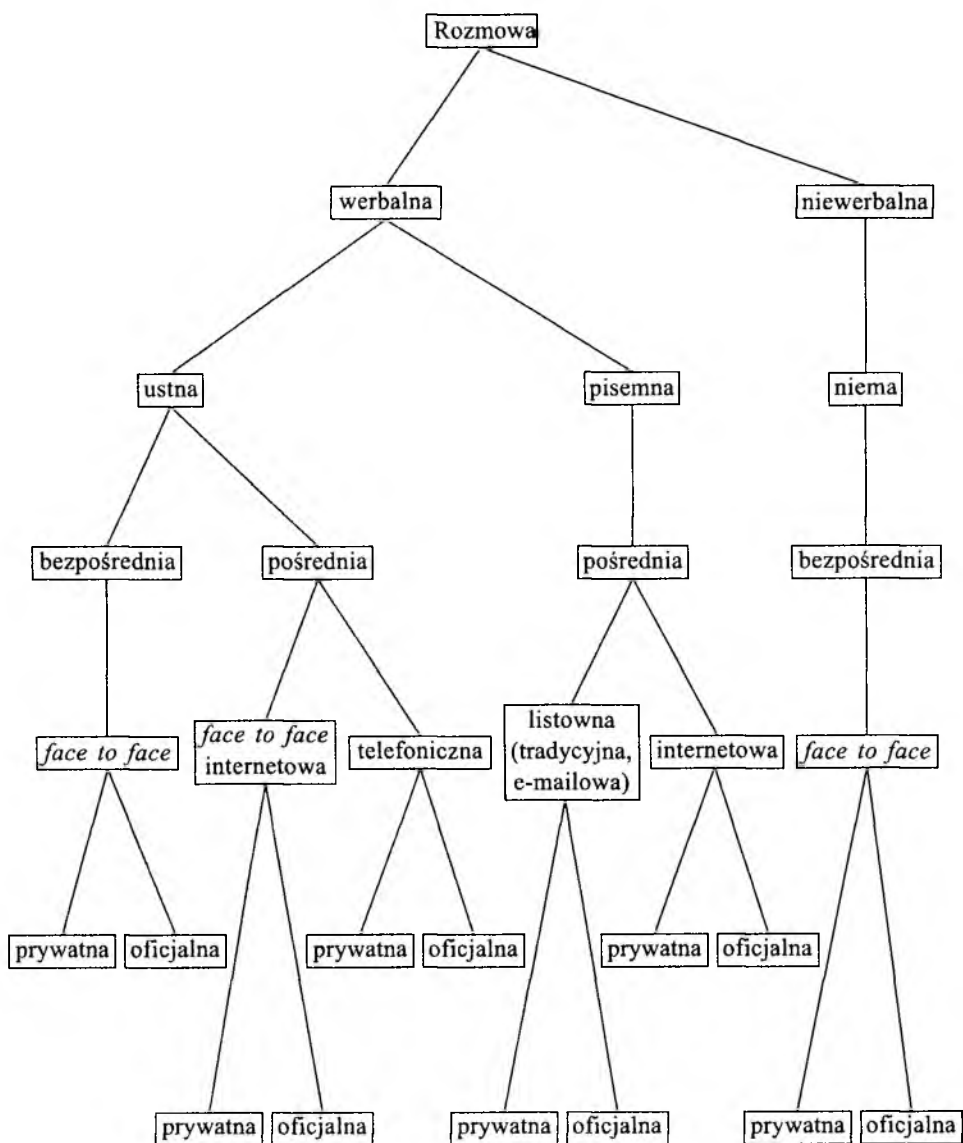 Rozmowa
werbalna
niewerbalna
ustna
pisemna
niema
bezpośrednia
pośrednia
pośrednia
bezpośrednia
face to face
face to face
internetowa
telefoniczna
listowna
(tradycyjna,
e-mailowa)
internetowa
face to face
prywatna
oficjalna
prywatna
oficjalna
prywatna
oficjalna
prywatna
oficjalna
prywatna
oficjalna
prywatna
oficjalna